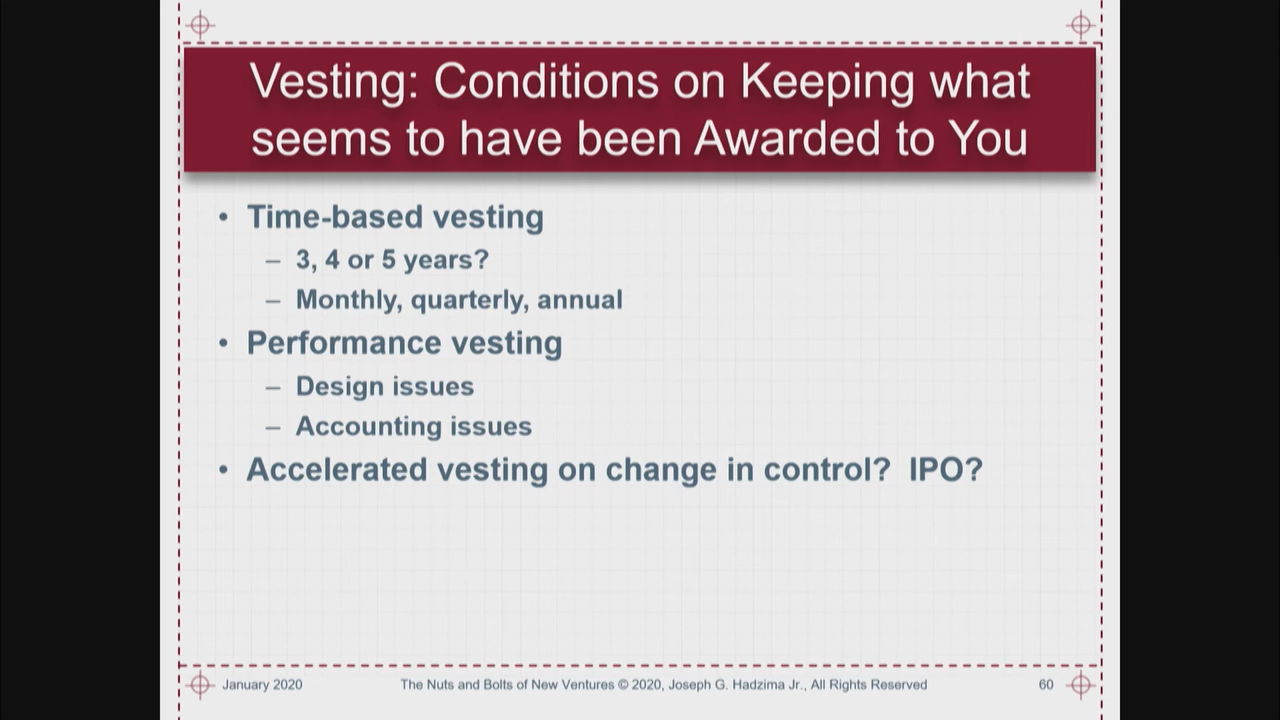 Vesting: Conditions on Keeping what
seems to have been Awarded to You
• Time-based vesting
– 3, 4 or 5 years?
– Monthly, quarterly, annual
• Performance vesting
– Design issues
– Accounting issues
• Accelerated vesting on change in control?  IPO?
January 2020
The Nuts and Bolts of New Ventures © 2020, Joseph G. Hadzima Jr., All Rights Reserved
60